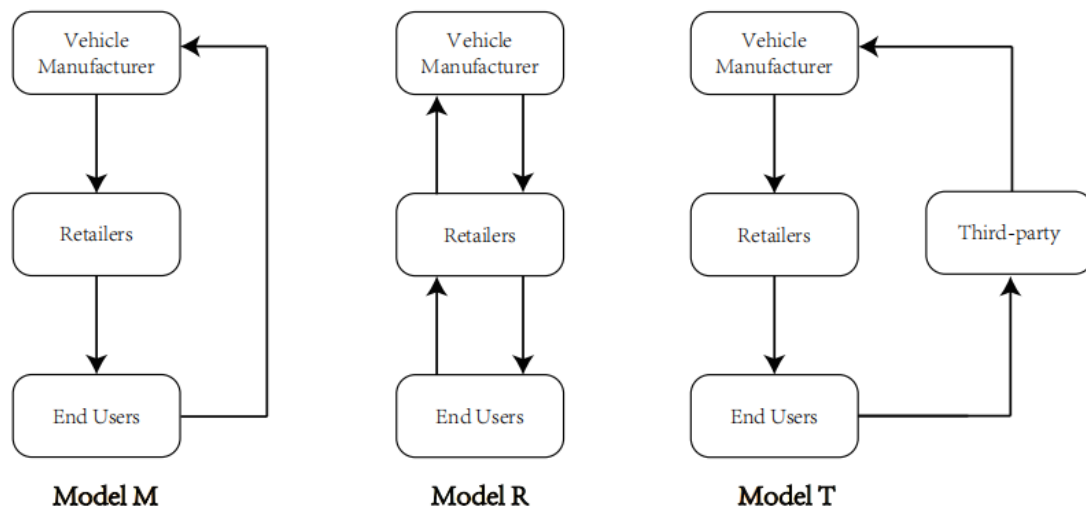 Vehicle
Manufacturer
Retailers
End Users
Model M
Vehicle
Manufacturer
Retailers
End Users
Model R
Vehicle
Manufacturer
Retailers
Third-party
End Users
Model T